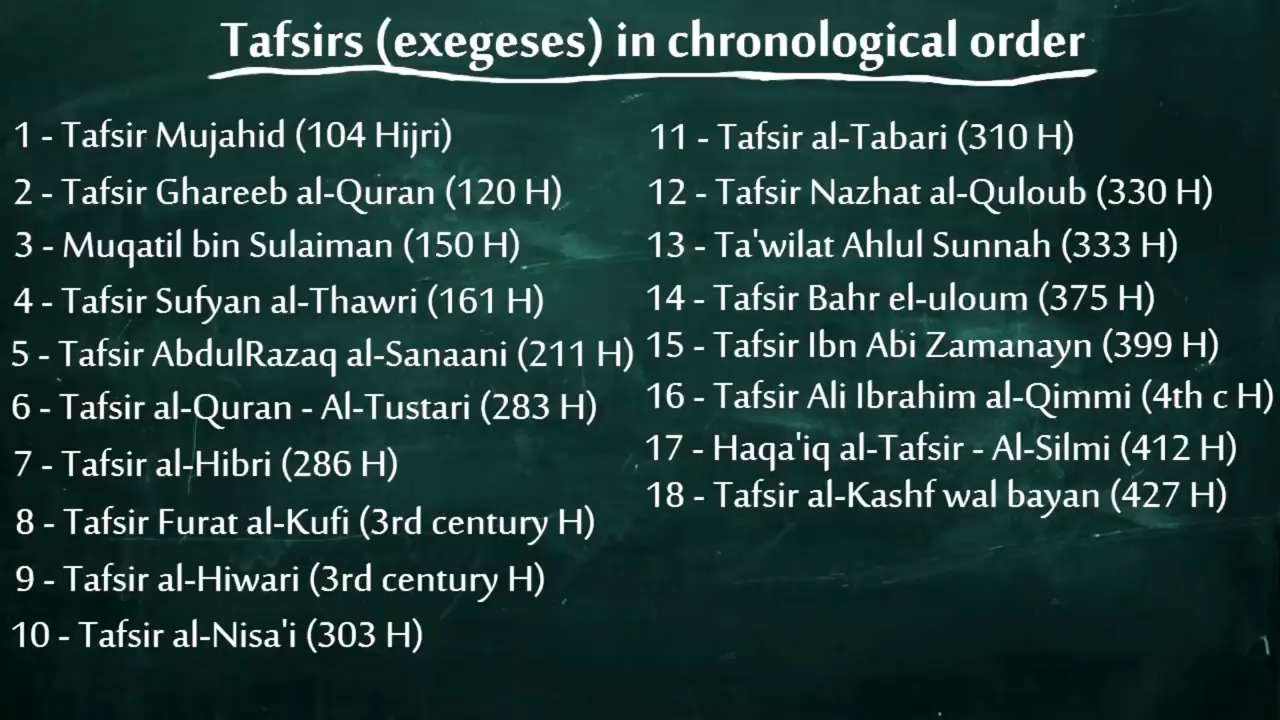 Tafsirs (exegeses) in chronological order
1 - Tafsir Mujahid (104 Hijri)
2 - Tafsir Ghareeb al-Quran (120 H)
3 - Muqatil bin Sulaiman (150 H)
4 - Tafsir Sufyan al-Thawri (161 H)
5 - Tafsir AbdulRazaq al-Sanaani (211 H)
6 - Tafsir al-Quran - Al-Tustari (283 H)
7 - Tafsir al-Hibri (286 H)
8 - Tafsir Furat al-Kufi (3rd century H)
9 - Tafsir al-Hiwari (3rd century H)
10 - Tafsir al-Nisa'i (303 H)
11 - Tafsir al-Tabari (310 H)
12 - Tafsir Nazhat al-Quloub (330 H)
13 - Ta'wilat Ahlul Sunnah (333 H)
14 - Tafsir Bahr el-uloum (375 H)
15 - Tafsir Ibn Abi Zamanayn (399 H)
16 - Tafsir Ali Ibrahim al-Qimmi (4th c H)
17 - Haqa'iq al-Tafsir - Al-Silmi (412 H)
18 - Tafsir al-Kashf wal bayan (427 H)